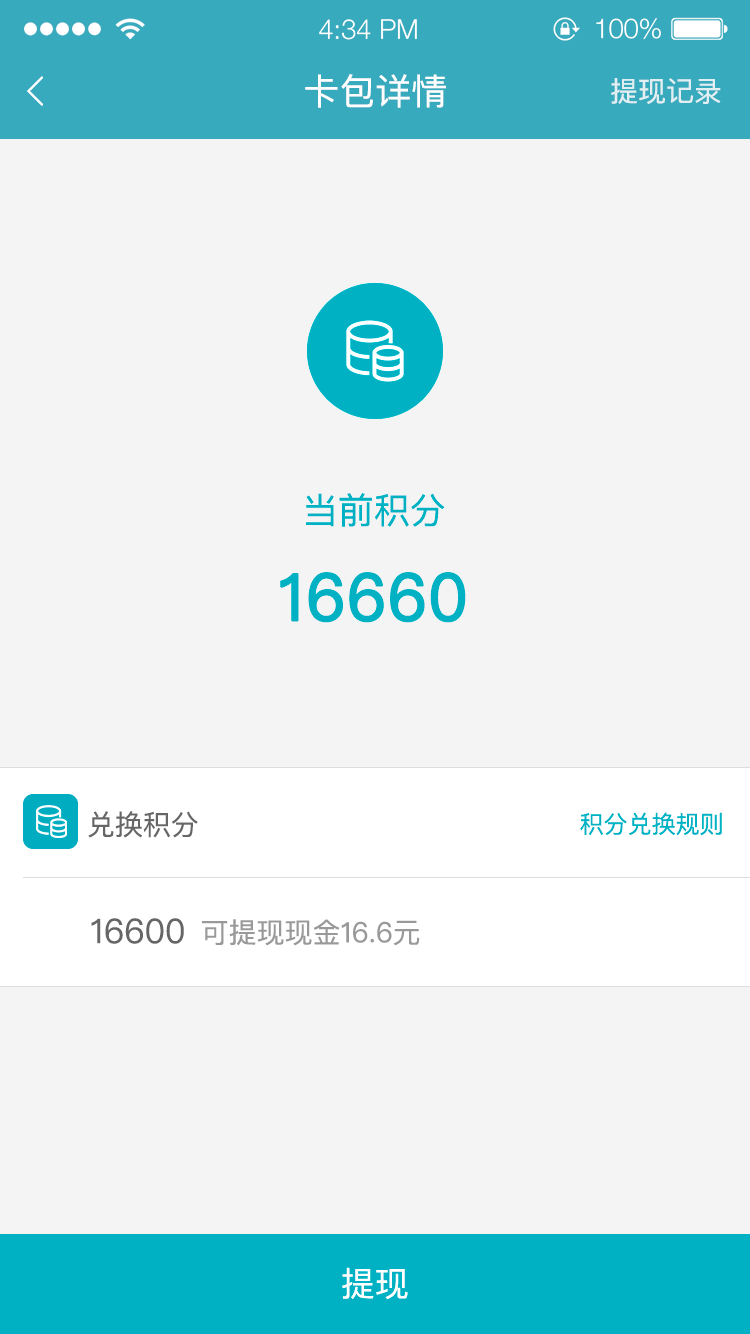 4:34 PM 100%
卡包详情 提现记录
当前积分
16660
兑换积分 积分兑换规则
16600 可提现现金16.6元
提现